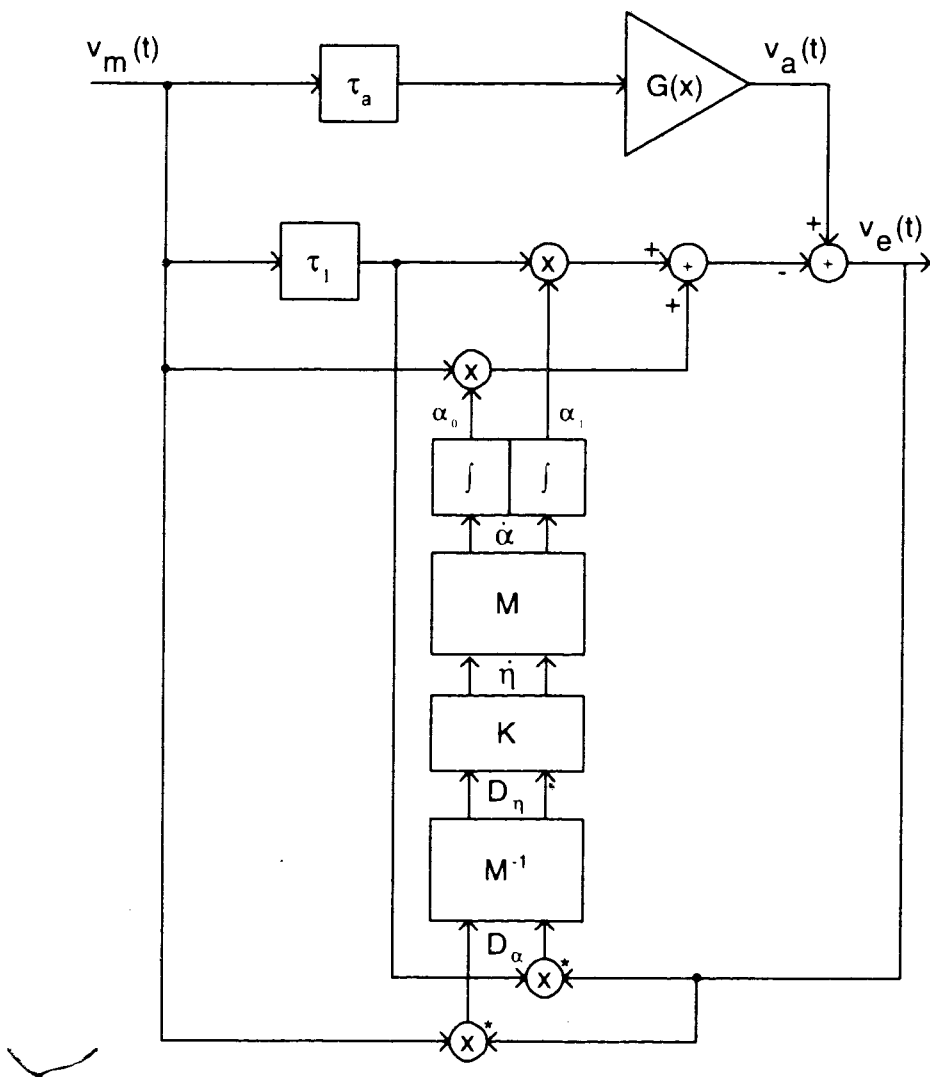 v_m(t)
τ_a
G(x)
v_a(t)
+
v_e(t)
τ_1
x
+
+
-
+
+
x
α_0
α_1
∫
∫
α̇
M
η̇
K
D_η
M^-1
D_α
x
*
x
*